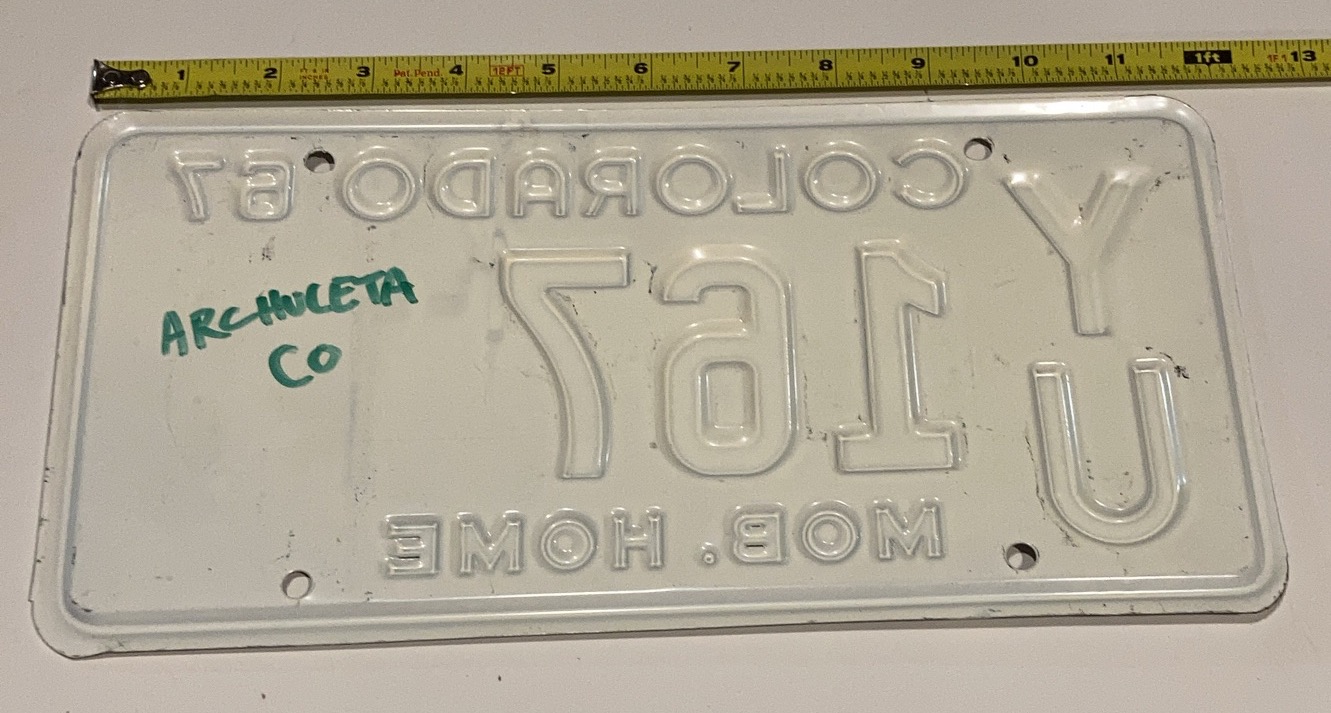 1 2 3 Pat. Pend. 4 12FT 5 6 7 8 9 10 11 1ft 13
COLORADO 67
YU 167
ARCHULETA
CO
MOB. HOME